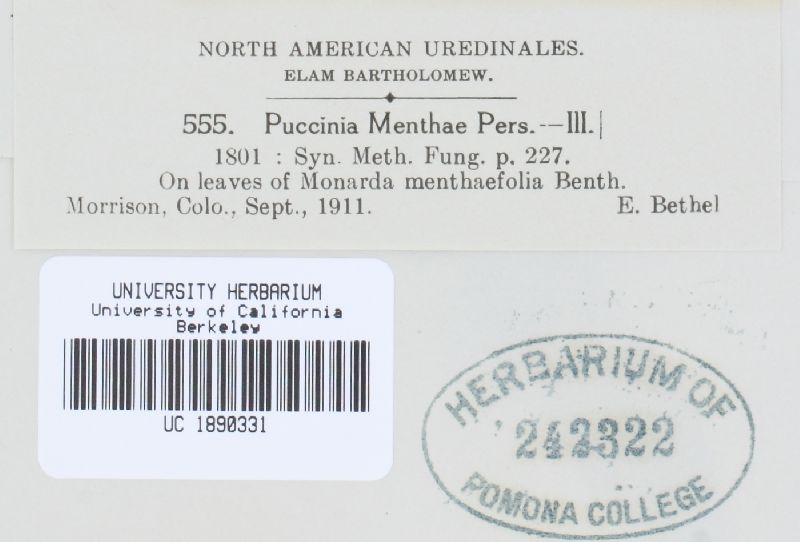 NORTH AMERICAN UREDINALES.
ELAM BARTHOLOMEW.
555. Puccinia Menthae Pers.—III.
1801 : Syn. Meth. Fung. p. 227.
On leaves of Monarda menthaefolia Benth.
Morrison, Colo., Sept., 1911. E. Bethel
UNIVERSITY HERBARIUM
University of California
Berkeley
UC 1890331
HERBARIUM OF
242322
POMONA COLLEGE